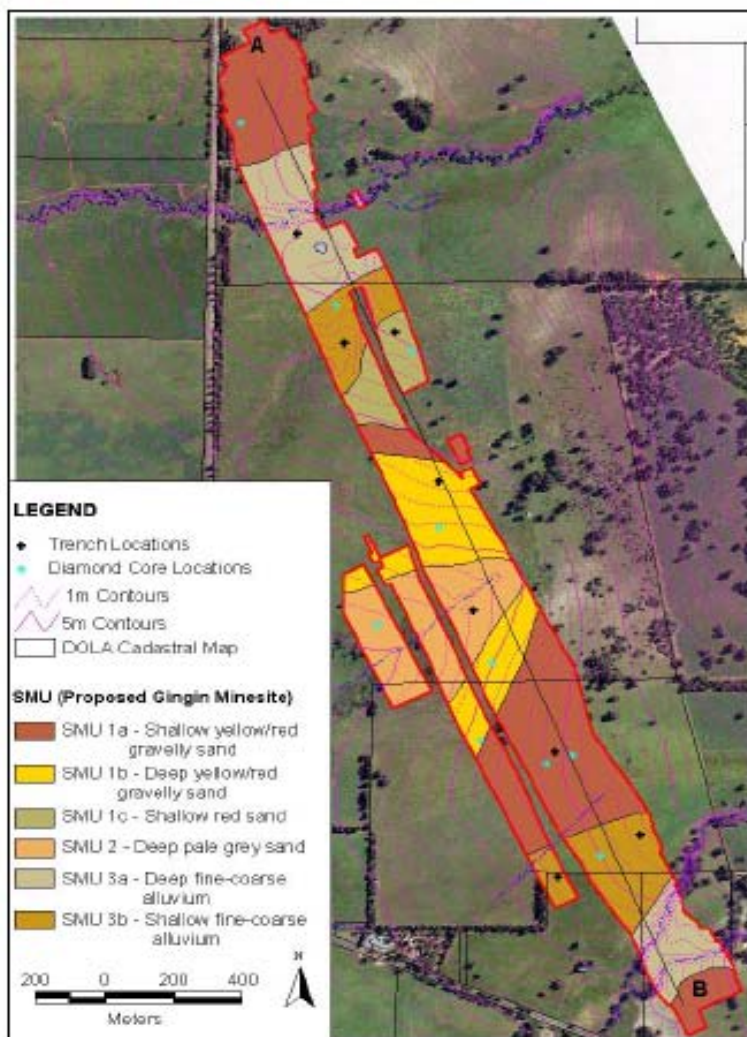 A
LEGEND
Trench Locations
Diamond Core Locations
1m Contours
5m Contours
DOLA Cadastral Map
SMU (Proposed Gingin Minesite)
SMU 1a - Shallow yellow/red
gravelly sand
SMU 1b - Deep yellow/red
gravelly sand
SMU 1c - Shallow red sand
SMU 2 - Deep pale grey sand
SMU 3a - Deep fine-coarse
alluvium
SMU 3b - Shallow fine-coarse
alluvium
N
200 0 200 400
Meters
B